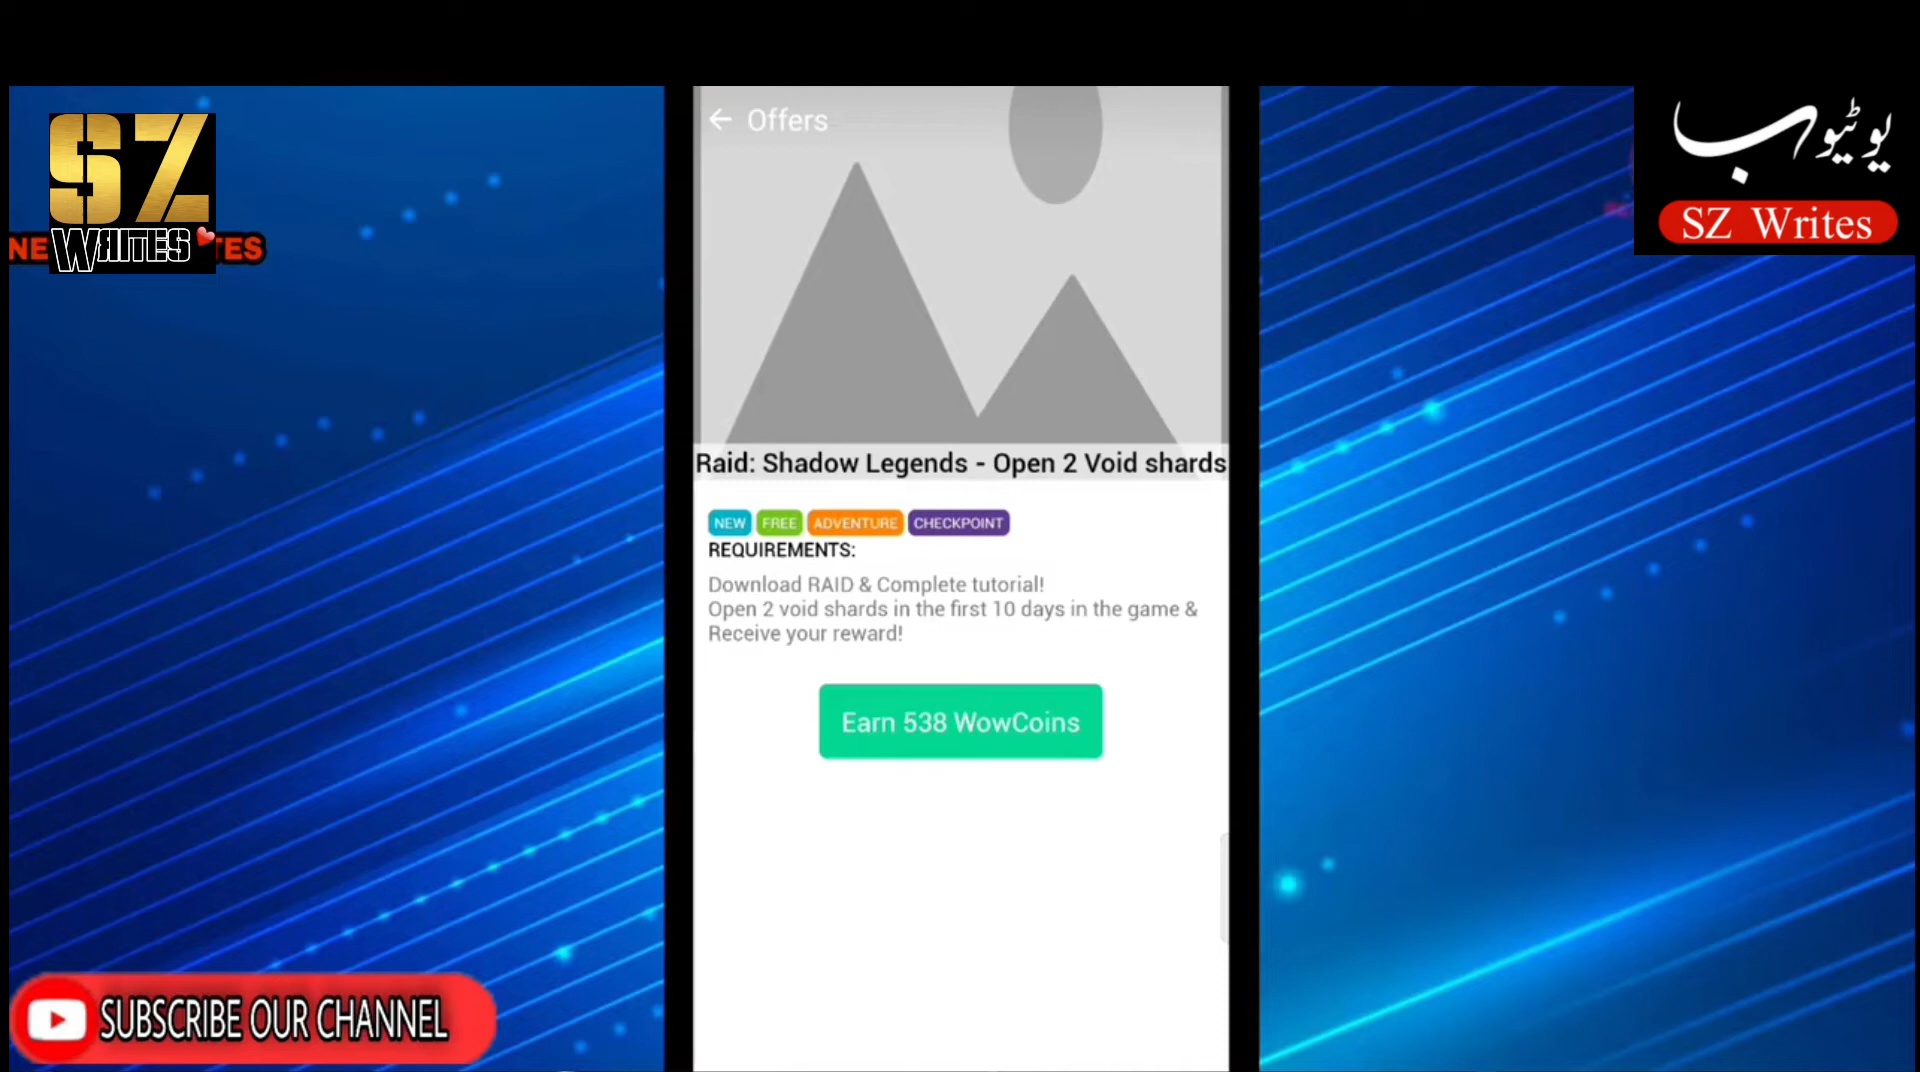 SZ
WRITES
NE
TES
یوٹیوب
SZ Writes
Offers
Raid: Shadow Legends - Open 2 Void shards
NEW FREE ADVENTURE CHECKPOINT
REQUIREMENTS:
Download RAID & Complete tutorial!
Open 2 void shards in the first 10 days in the game &
Receive your reward!
Earn 538 WowCoins
SUBSCRIBE OUR CHANNEL